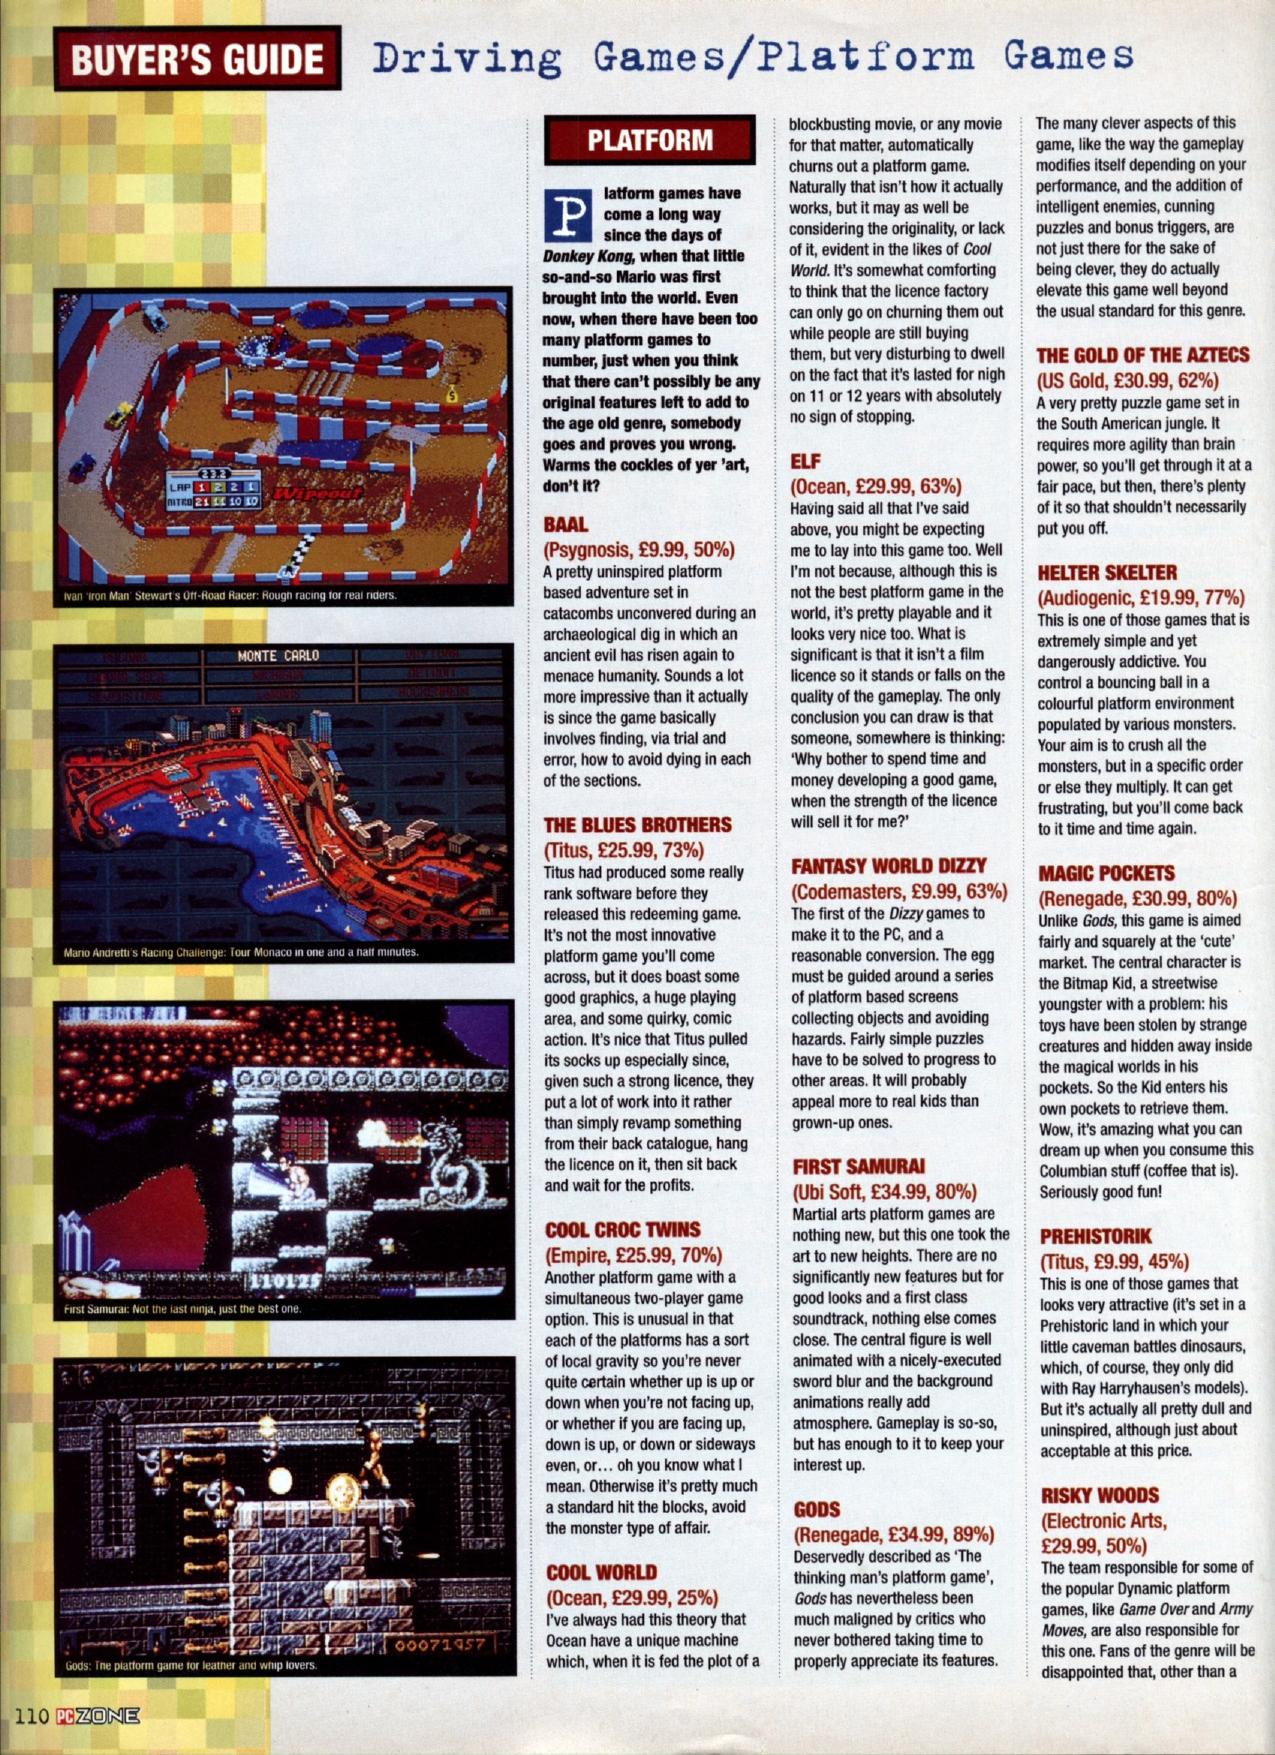 BUYER'S GUIDE
Driving Games/Platform Games
MONTE CARLO
23.2
LAP 1 2 2 1
NITRO 21 11 10 10
Wipeout
Ivan 'Iron Man' Stewart's Off-Road Racer: Rough racing for real riders.
Mario Andretti's Racing Challenge: Tour Monaco in one and a half minutes.
110125
First Samurai: Not the last ninja, just the best one.
00071957
Gods: The platform game for leather and whip lovers.
PLATFORM
Platform games have
come a long way
since the days of
Donkey Kong, when that little
so-and-so Mario was first
brought into the world. Even
now, when there have been too
many platform games to
number, just when you think
that there can't possibly be any
original features left to add to
the age old genre, somebody
goes and proves you wrong.
Warms the cockles of yer 'art,
don't it?
BAAL
(Psygnosis, £9.99, 50%)
A pretty uninspired platform
based adventure set in
catacombs unconvered during an
archaeological dig in which an
ancient evil has risen again to
menace humanity. Sounds a lot
more impressive than it actually
is since the game basically
involves finding, via trial and
error, how to avoid dying in each
of the sections.
THE BLUES BROTHERS
(Titus, £25.99, 73%)
Titus had produced some really
rank software before they
released this redeeming game.
It's not the most innovative
platform game you'll come
across, but it does boast some
good graphics, a huge playing
area, and some quirky, comic
action. It's nice that Titus pulled
its socks up especially since,
given such a strong licence, they
put a lot of work into it rather
than simply revamp something
from their back catalogue, hang
the licence on it, then sit back
and wait for the profits.
COOL CROC TWINS
(Empire, £25.99, 70%)
Another platform game with a
simultaneous two-player game
option. This is unusual in that
each of the platforms has a sort
of local gravity so you're never
quite certain whether up is up or
down when you're not facing up,
or whether if you are facing up,
down is up, or down or sideways
even, or... oh you know what I
mean. Otherwise it's pretty much
a standard hit the blocks, avoid
the monster type of affair.
COOL WORLD
(Ocean, £29.99, 25%)
I've always had this theory that
Ocean have a unique machine
which, when it is fed the plot of a
blockbusting movie, or any movie
for that matter, automatically
churns out a platform game.
Naturally that isn't how it actually
works, but it may as well be
considering the originality, or lack
of it, evident in the likes of Cool
World. It's somewhat comforting
to think that the licence factory
can only go on churning them out
while people are still buying
them, but very disturbing to dwell
on the fact that it's lasted for nigh
on 11 or 12 years with absolutely
no sign of stopping.
ELF
(Ocean, £29.99, 63%)
Having said all that I've said
above, you might be expecting
me to lay into this game too. Well
I'm not because, although this is
not the best platform game in the
world, it's pretty playable and it
looks very nice too. What is
significant is that it isn't a film
licence so it stands or falls on the
quality of the gameplay. The only
conclusion you can draw is that
someone, somewhere is thinking:
'Why bother to spend time and
money developing a good game,
when the strength of the licence
will sell it for me?'
FANTASY WORLD DIZZY
(Codemasters, £9.99, 63%)
The first of the Dizzy games to
make it to the PC, and a
reasonable conversion. The egg
must be guided around a series
of platform based screens
collecting objects and avoiding
hazards. Fairly simple puzzles
have to be solved to progress to
other areas. It will probably
appeal more to real kids than
grown-up ones.
FIRST SAMURAI
(Ubi Soft, £34.99, 80%)
Martial arts platform games are
nothing new, but this one took the
art to new heights. There are no
significantly new features but for
good looks and a first class
soundtrack, nothing else comes
close. The central figure is well
animated with a nicely-executed
sword blur and the background
animations really add
atmosphere. Gameplay is so-so,
but has enough to it to keep your
interest up.
GODS
(Renegade, £34.99, 89%)
Deservedly described as 'The
thinking man's platform game',
Gods has nevertheless been
much maligned by critics who
never bothered taking time to
properly appreciate its features.
The many clever aspects of this
game, like the way the gameplay
modifies itself depending on your
performance, and the addition of
intelligent enemies, cunning
puzzles and bonus triggers, are
not just there for the sake of
being clever, they do actually
elevate this game well beyond
the usual standard for this genre.
THE GOLD OF THE AZTECS
(US Gold, £30.99, 62%)
A very pretty puzzle game set in
the South American jungle. It
requires more agility than brain
power, so you'll get through it at a
fair pace, but then, there's plenty
of it so that shouldn't necessarily
put you off.
HELTER SKELTER
(Audiogenic, £19.99, 77%)
This is one of those games that is
extremely simple and yet
dangerously addictive. You
control a bouncing ball in a
colourful platform environment
populated by various monsters.
Your aim is to crush all the
monsters, but in a specific order
or else they multiply. It can get
frustrating, but you'll come back
to it time and time again.
MAGIC POCKETS
(Renegade, £30.99, 80%)
Unlike Gods, this game is aimed
fairly and squarely at the 'cute'
market. The central character is
the Bitmap Kid, a streetwise
youngster with a problem: his
toys have been stolen by strange
creatures and hidden away inside
the magical worlds in his
pockets. So the Kid enters his
own pockets to retrieve them.
Wow, it's amazing what you can
dream up when you consume this
Columbian stuff (coffee that is).
Seriously good fun!
PREHISTORIK
(Titus, £9.99, 45%)
This is one of those games that
looks very attractive (it's set in a
Prehistoric land in which your
little caveman battles dinosaurs,
which, of course, they only did
with Ray Harryhausen's models).
But it's actually all pretty dull and
uninspired, although just about
acceptable at this price.
RISKY WOODS
(Electronic Arts,
£29.99, 50%)
The team responsible for some of
the popular Dynamic platform
games, like Game Over and Army
Moves, are also responsible for
this one. Fans of the genre will be
disappointed that, other than a
110 PC ZONE